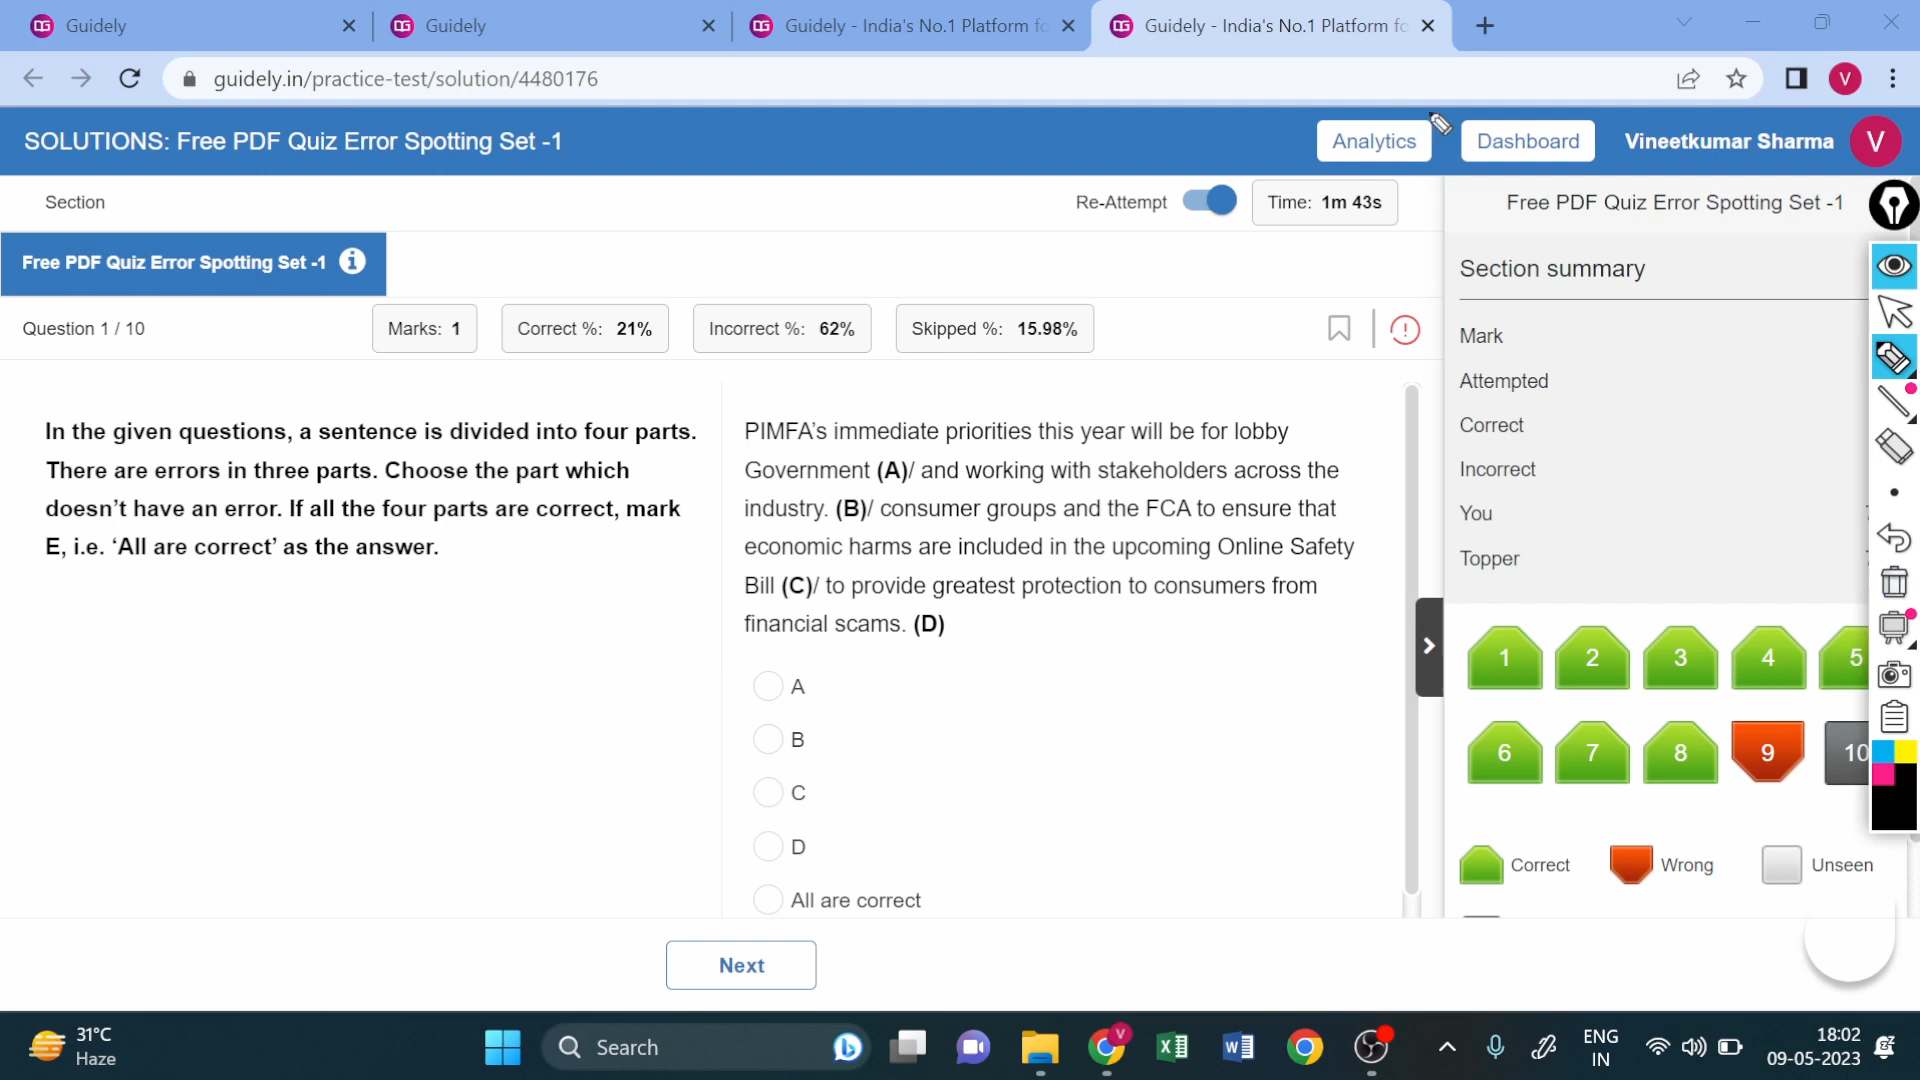 Guidely
Guidely
Guidely - India's No.1 Platform fo
Guidely - India's No.1 Platform fo
guidely.in/practice-test/solution/4480176
V
SOLUTIONS: Free PDF Quiz Error Spotting Set -1
Analytics
Dashboard
Vineetkumar Sharma
V
Section
Re-Attempt
Time: 1m 43s
Free PDF Quiz Error Spotting Set -1
Free PDF Quiz Error Spotting Set -1
Question 1 / 10
Marks: 1
Correct %: 21%
Incorrect %: 62%
Skipped %: 15.98%
In the given questions, a sentence is divided into four parts.
There are errors in three parts. Choose the part which
doesn’t have an error. If all the four parts are correct, mark
E, i.e. ‘All are correct’ as the answer.
PIMFA’s immediate priorities this year will be for lobby
Government (A)/ and working with stakeholders across the
industry. (B)/ consumer groups and the FCA to ensure that
economic harms are included in the upcoming Online Safety
Bill (C)/ to provide greatest protection to consumers from
financial scams. (D)
A
B
C
D
All are correct
Next
Section summary
Mark
Attempted
Correct
Incorrect
You
Topper
1 2 3 4 5
6 7 8 9 10
Correct
Wrong
Unseen
31°C
Haze
Search
V
ENG
IN
18:02
09-05-2023